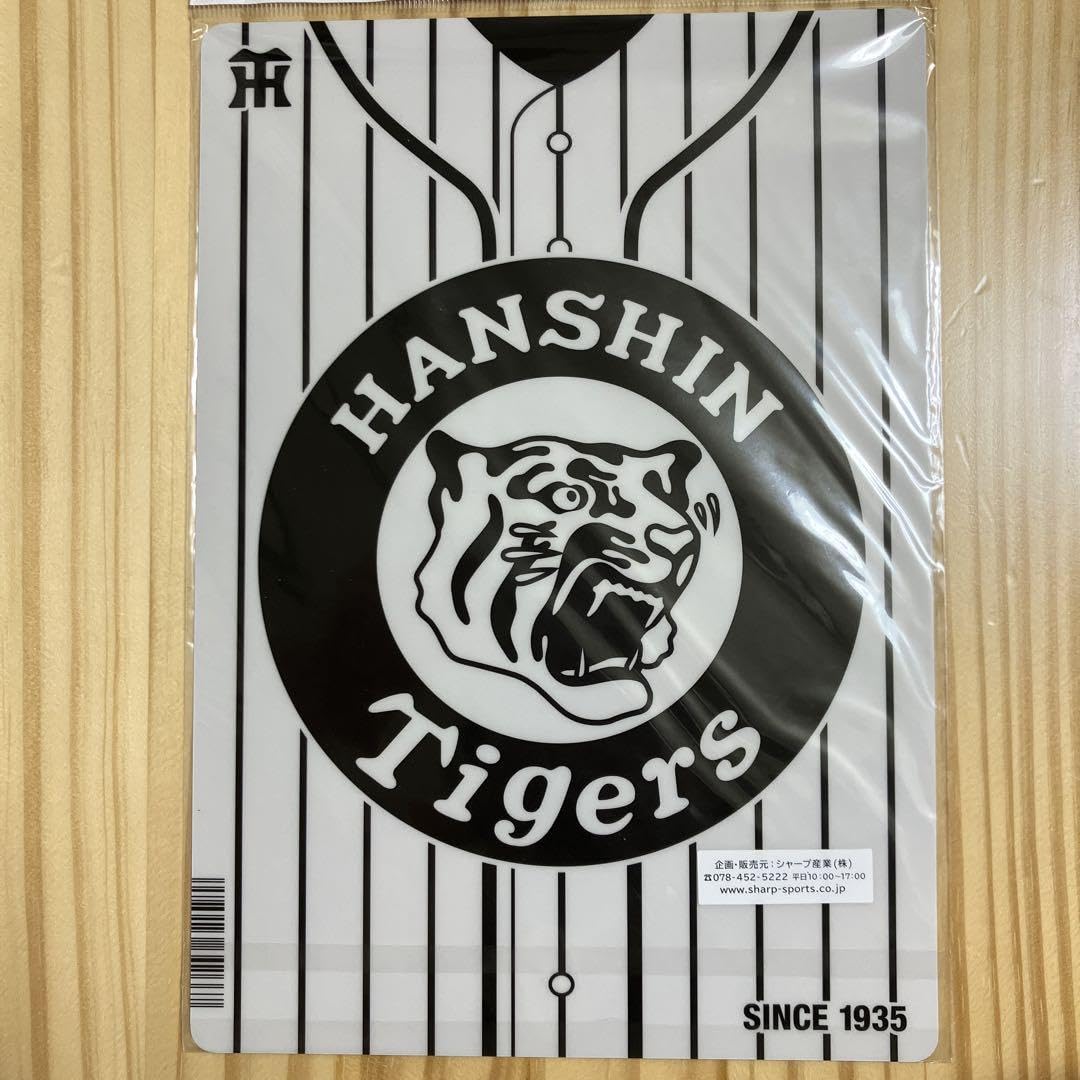 HT
HANSHIN
Tigers
企画・販売元：シャープ産業(株)
☎078-452-5222 平日10:00~17:00
www.sharp-sports.co.jp
SINCE 1935